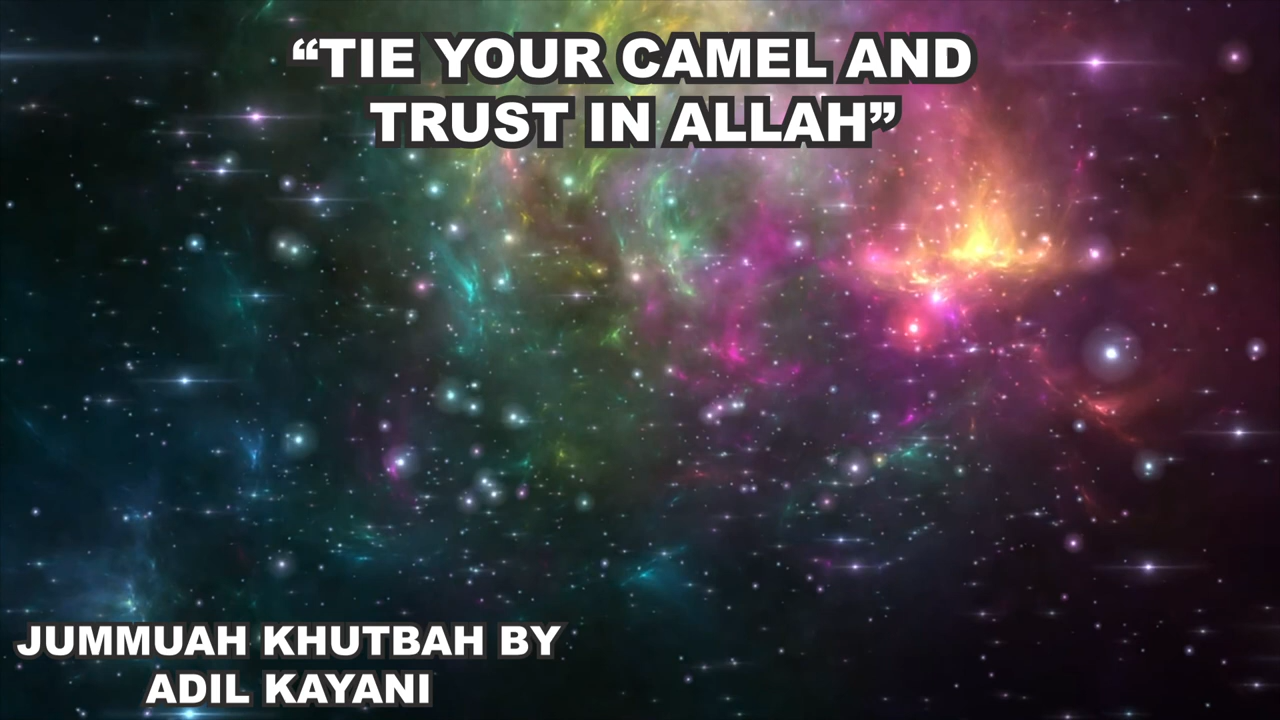 “TIE YOUR CAMEL AND
TRUST IN ALLAH”
JUMMUAH KHUTBAH BY
ADIL KAYANI